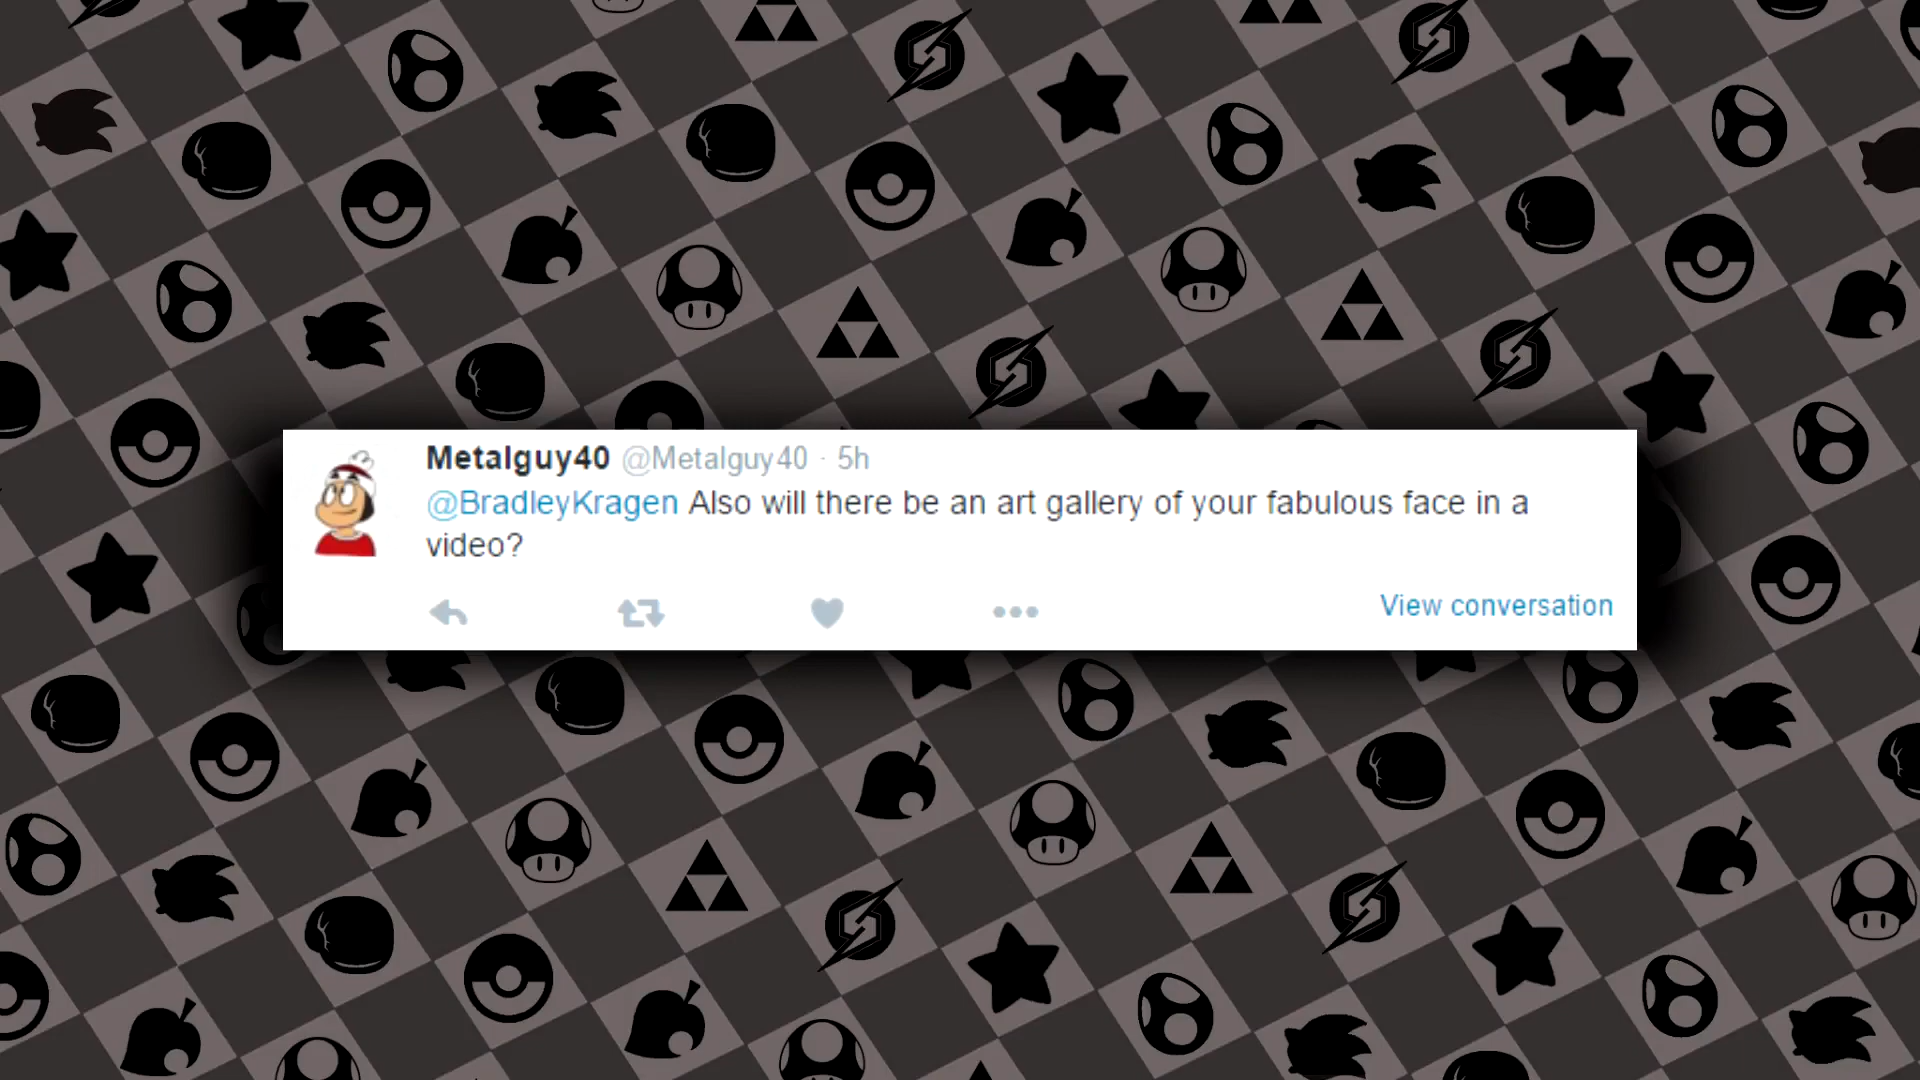 Metalguy40 @Metalguy40 · 5h
@BradleyKragen Also will there be an art gallery of your fabulous face in a
video?
View conversation